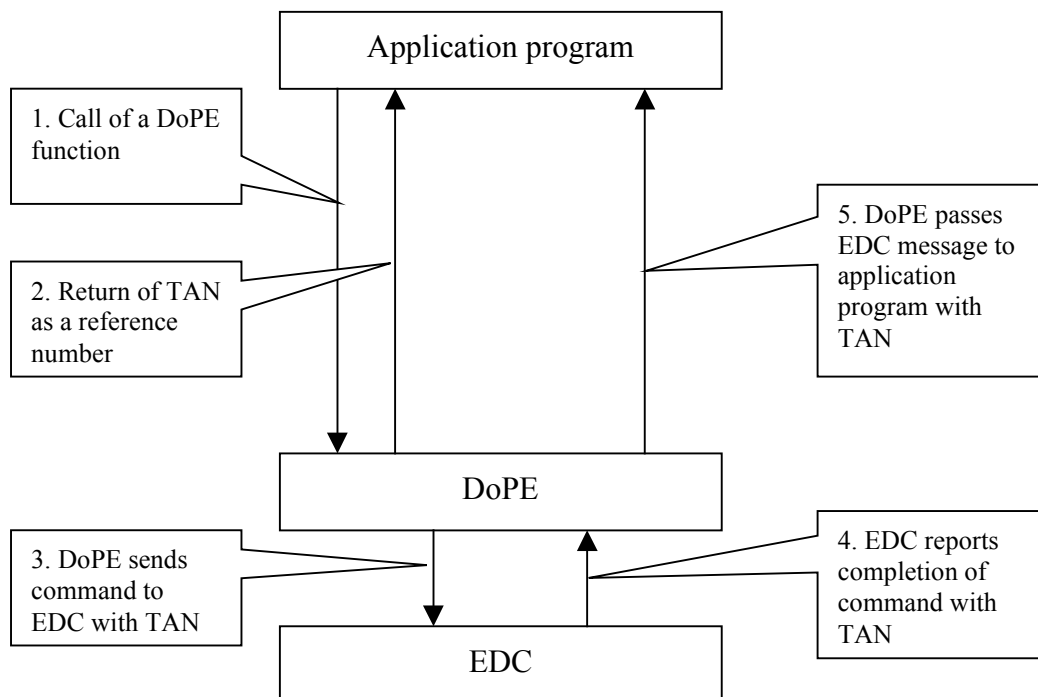 Application program
1. Call of a DoPE
function
2. Return of TAN
as a reference
number
5. DoPE passes
EDC message to
application
program with
TAN
DoPE
3. DoPE sends
command to
EDC with TAN
4. EDC reports
completion of
command with
TAN
EDC